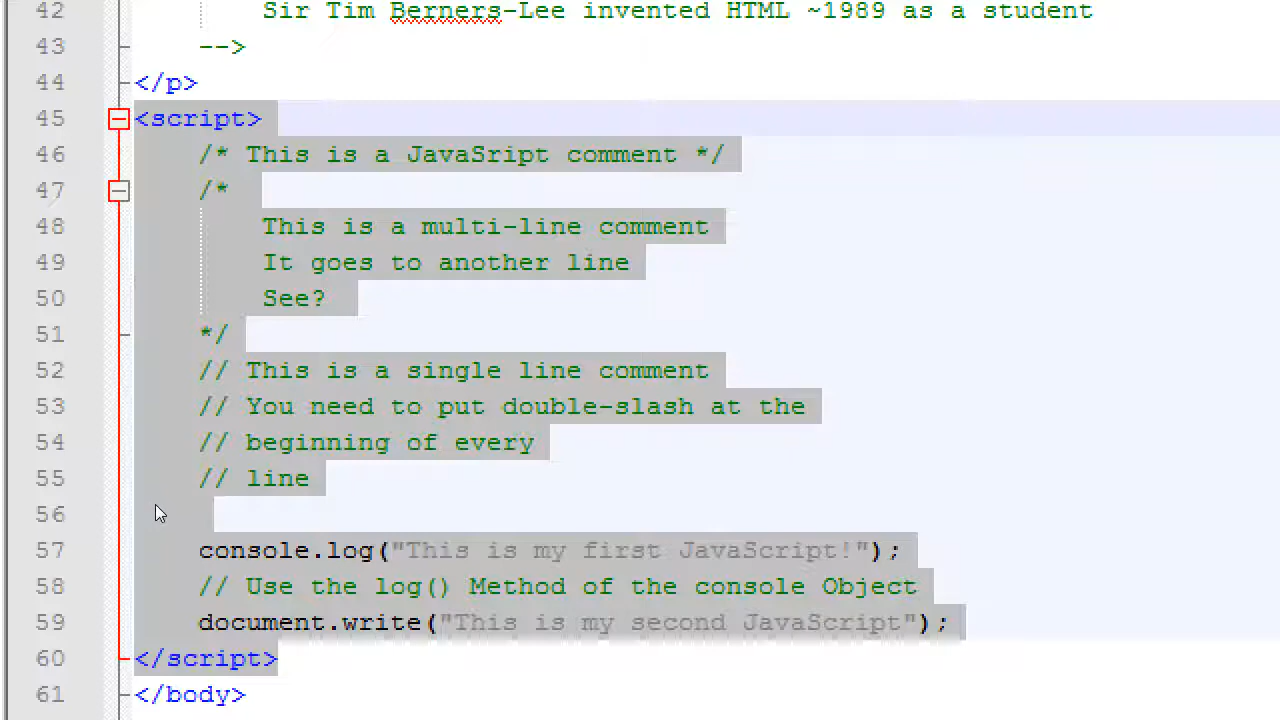 42 Sir Tim Berners-Lee invented HTML ~1989 as a student
43 -->
44 </p>
45 <script>
46 /* This is a JavaSript comment */
47 /*
48 This is a multi-line comment
49 It goes to another line
50 See?
51 */
52 // This is a single line comment
53 // You need to put double-slash at the
54 // beginning of every
55 // line
56
57 console.log("This is my first JavaScript!");
58 // Use the log() Method of the console Object
59 document.write("This is my second JavaScript");
60 </script>
61 </body>